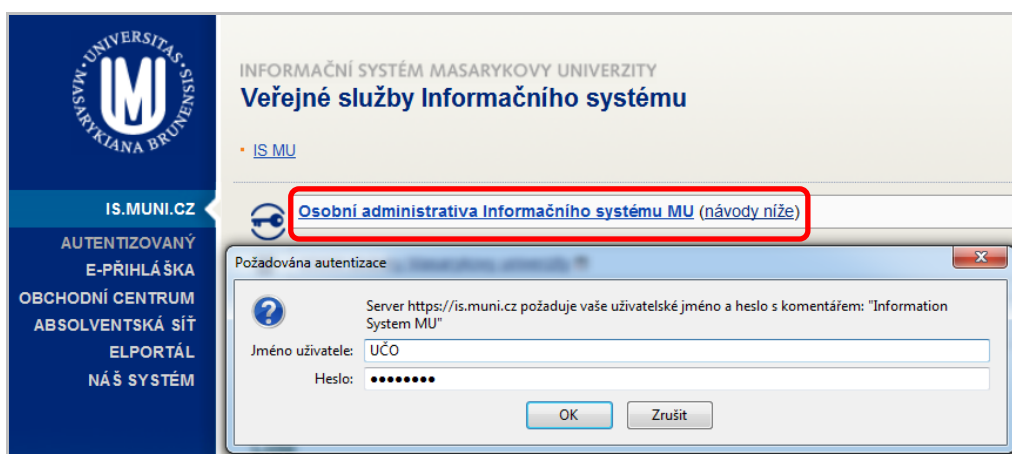 UNIVERSITAS MASARYKIANA BRUNENSIS
INFORMAČNÍ SYSTÉM MASARYKOVY UNIVERZITY
Veřejné služby Informačního systému
IS MU
IS.MUNI.CZ
AUTENTIZOVANÝ
E-PŘIHLÁŠKA
OBCHODNÍ CENTRUM
ABSOLVENTSKÁ SÍŤ
ELPORTÁL
NÁŠ SYSTÉM
Osobní administrativa Informačního systému MU (návody níže)
Požadována autentizace
Server https://is.muni.cz požaduje vaše uživatelské jméno a heslo s komentářem: "Information
System MU"
Jméno uživatele: UČO
Heslo: ●●●●●●●●
OK Zrušit